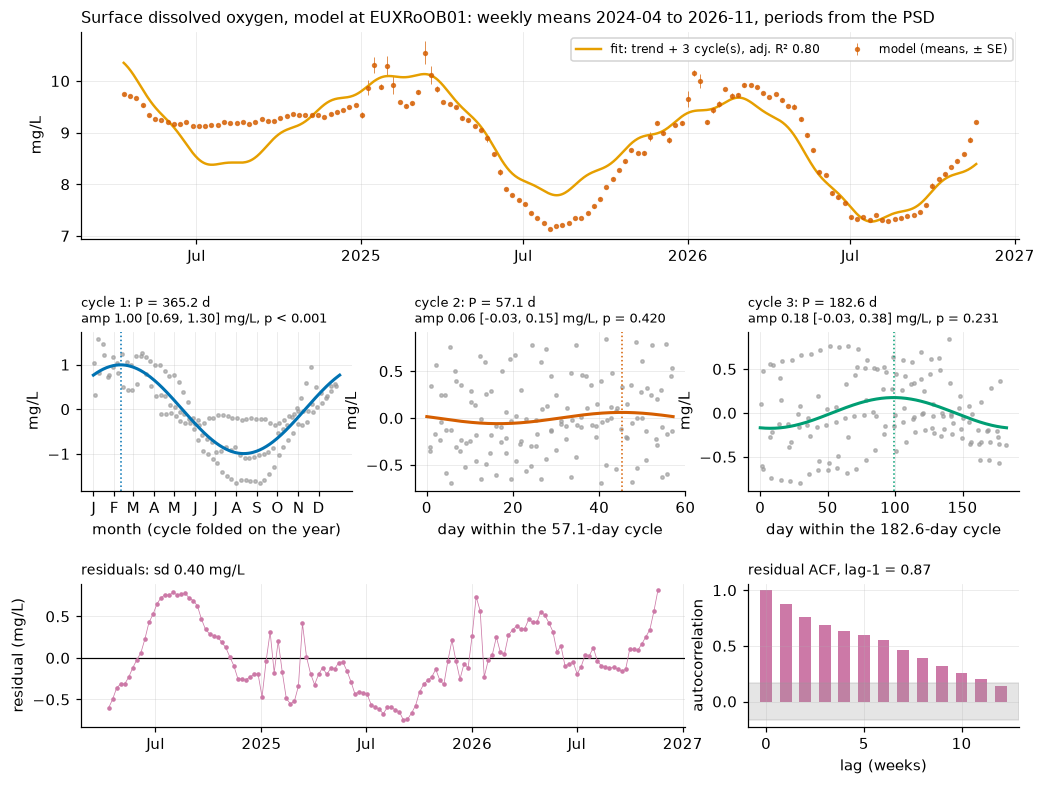 Surface dissolved oxygen, model at EUXRoOB01: weekly means 2024-04 to 2026-11, periods from the PSD
fit: trend + 3 cycle(s), adj. R² 0.80
model (means, ± SE)
mg/L
10
9
8
7
Jul
2025
Jul
2026
Jul
2027
cycle 1: P = 365.2 d
amp 1.00 [0.69, 1.30] mg/L, p < 0.001
mg/L
1
0
−1
J F M A M J J A S O N D
month (cycle folded on the year)
cycle 2: P = 57.1 d
amp 0.06 [-0.03, 0.15] mg/L, p = 0.420
mg/L
0.5
0.0
−0.5
0 20 40 60
day within the 57.1-day cycle
cycle 3: P = 182.6 d
amp 0.18 [-0.03, 0.38] mg/L, p = 0.231
mg/L
0.5
0.0
−0.5
0 50 100 150
day within the 182.6-day cycle
residuals: sd 0.40 mg/L
residual (mg/L)
0.5
0.0
−0.5
Jul 2025 Jul 2026 Jul 2027
residual ACF, lag-1 = 0.87
autocorrelation
1.0
0.5
0.0
0 5 10
lag (weeks)